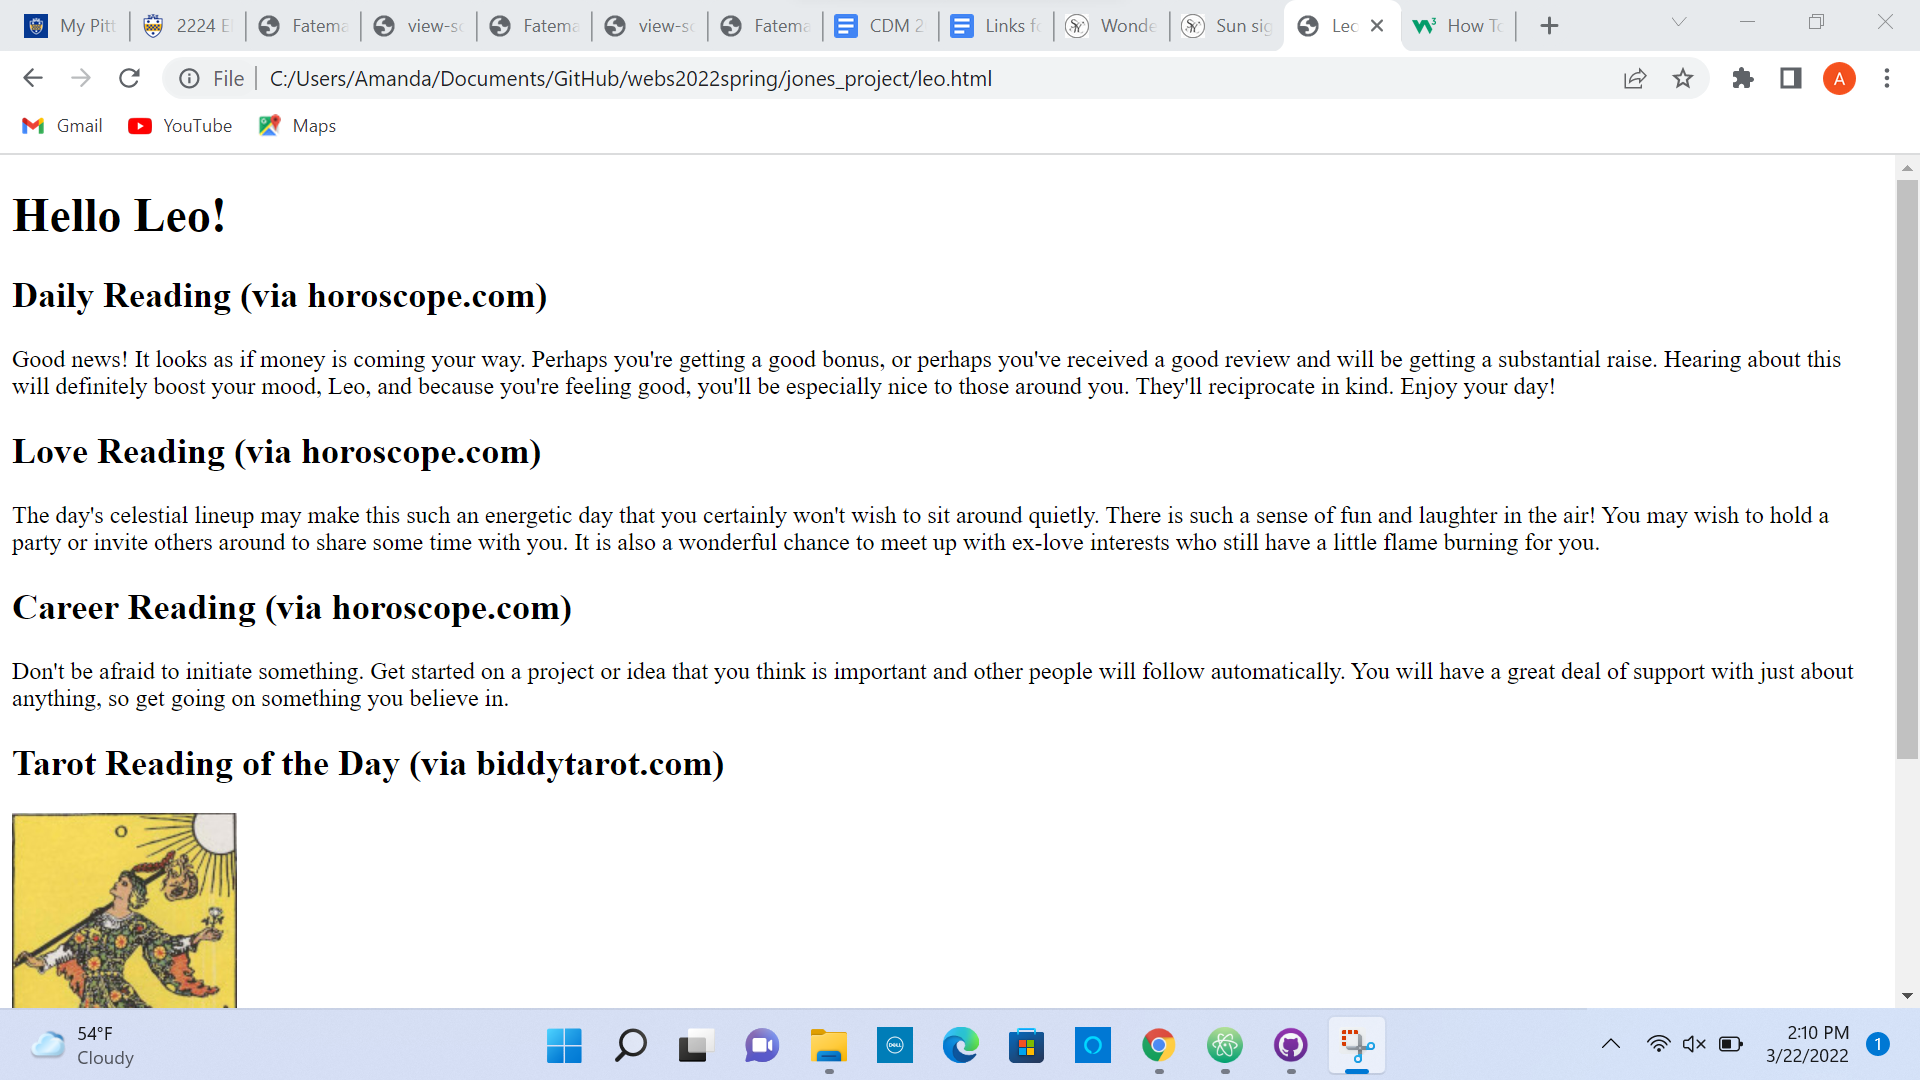 My Pitt
2224 El
Fatema
view-so
Fatema
view-so
Fatema
CDM 2
Links fo
Wonde
Sun sig
Leo
How To
File
C:/Users/Amanda/Documents/GitHub/webs2022spring/jones_project/leo.html
A
Gmail
YouTube
Maps
Hello Leo!
Daily Reading (via horoscope.com)
Good news! It looks as if money is coming your way. Perhaps you're getting a good bonus, or perhaps you've received a good review and will be getting a substantial raise. Hearing about this
will definitely boost your mood, Leo, and because you're feeling good, you'll be especially nice to those around you. They'll reciprocate in kind. Enjoy your day!
Love Reading (via horoscope.com)
The day's celestial lineup may make this such an energetic day that you certainly won't wish to sit around quietly. There is such a sense of fun and laughter in the air! You may wish to hold a
party or invite others around to share some time with you. It is also a wonderful chance to meet up with ex-love interests who still have a little flame burning for you.
Career Reading (via horoscope.com)
Don't be afraid to initiate something. Get started on a project or idea that you think is important and other people will follow automatically. You will have a great deal of support with just about
anything, so get going on something you believe in.
Tarot Reading of the Day (via biddytarot.com)
O
54°F
Cloudy
DELL
2:10 PM
3/22/2022
1